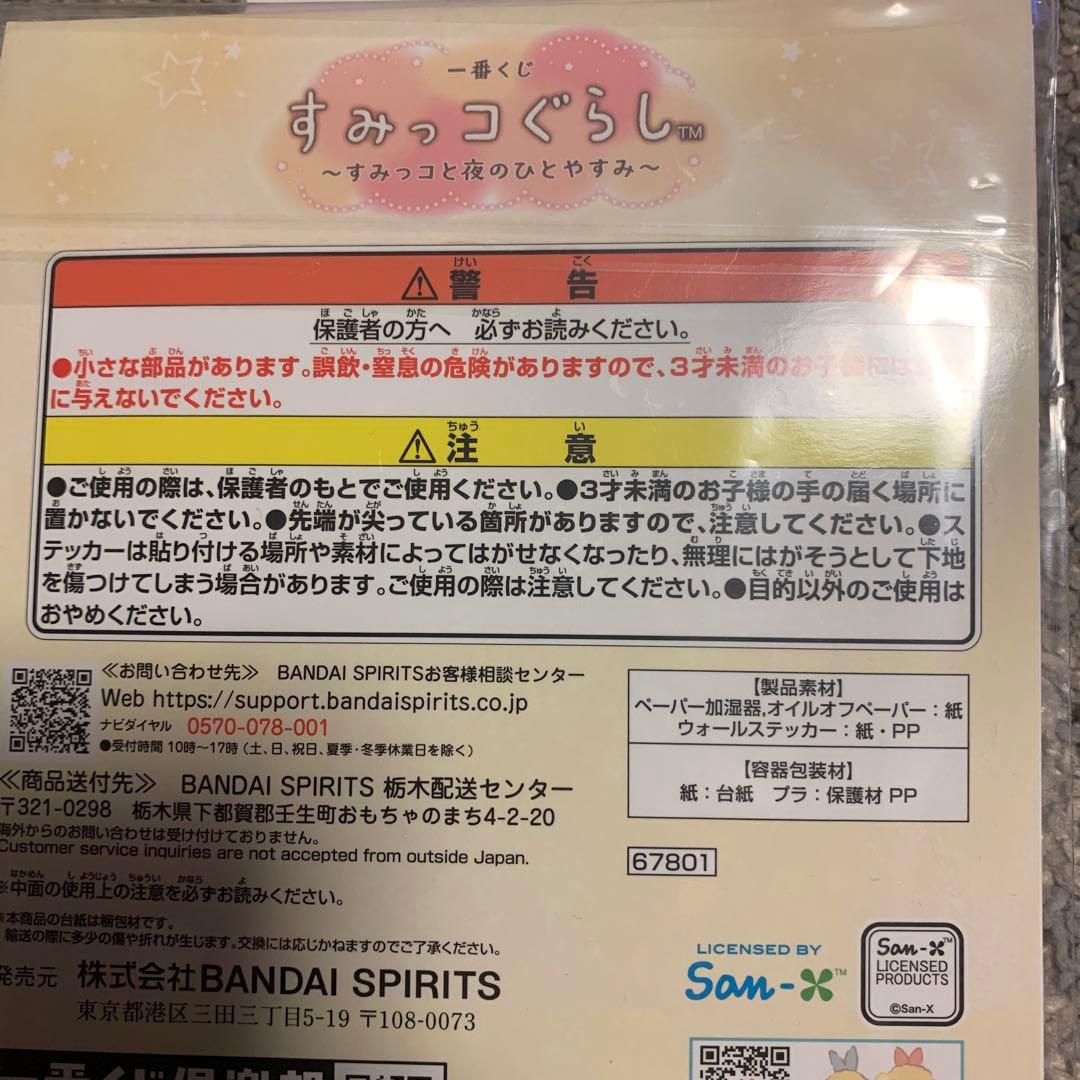 一番くじ
すみっコぐらし™
～すみっコと夜のひとやすみ～
⚠警告
保護者の方へ 必ずお読みください。
●小さな部品があります。誤飲・窒息の危険がありますので、3才未満のお子様には
に与えないでください。
⚠注意
●ご使用の際は、保護者のもとでご使用ください。●3才未満のお子様の手の届く場所に
置かないでください。●先端が尖っている箇所がありますので、注意してください。●ス
テッカーは貼り付ける場所や素材によってはがせなくなったり、無理にはがそうとして下地
を傷つけてしまう場合があります。ご使用の際は注意してください。●目的以外のご使用は
おやめください。
≪お問い合わせ先≫ BANDAI SPIRITSお客様相談センター
Web https://support.bandaispirits.co.jp
ナビダイヤル 0570-078-001
●受付時間 10時～17時（土、日、祝日、夏季・冬季休業日を除く）
≪商品送付先≫ BANDAI SPIRITS 栃木配送センター
〒321-0298 栃木県下都賀郡壬生町おもちゃのまち4-2-20
海外からのお問い合わせは受け付けておりません。
Customer service inquiries are not accepted from outside Japan.
※中面の使用上の注意を必ずお読みください。
※本商品の台紙は梱包材です。
輸送の際に多少の傷や折れが生じます。交換には応じかねますのでご了承ください。
発売元 株式会社BANDAI SPIRITS
東京都港区三田三丁目5-19 〒108-0073
【製品素材】
ペーパー加湿器,オイルオフペーパー：紙
ウォールステッカー：紙・PP
【容器包装材】
紙：台紙 プラ：保護材 PP
67801
LICENSED BY
San-X™
San-X™
LICENSED
PRODUCTS
©San-X
一番くじ倶楽部